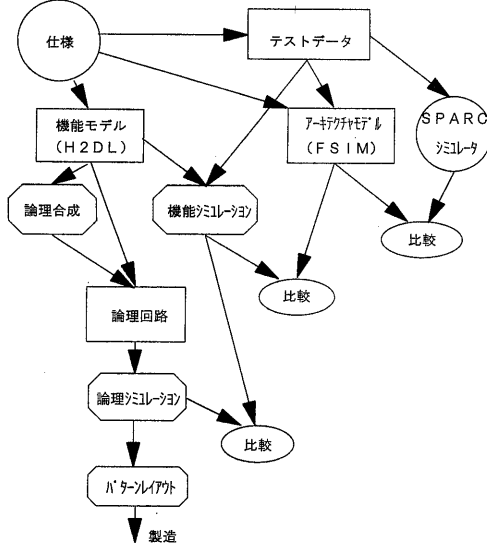 仕様
テストデータ
機能モデル
(H2DL)
ｱｰｷﾃｸﾁｬﾓﾃﾞﾙ
(FSIM)
ＳＰＡＲＣ
ｼﾐｭﾚｰﾀ
論理合成
機能ｼﾐｭﾚｰｼｮﾝ
比較
比較
論理回路
論理ｼﾐｭﾚｰｼｮﾝ
比較
ﾊﾟﾀｰﾝﾚｲｱｳﾄ
製造